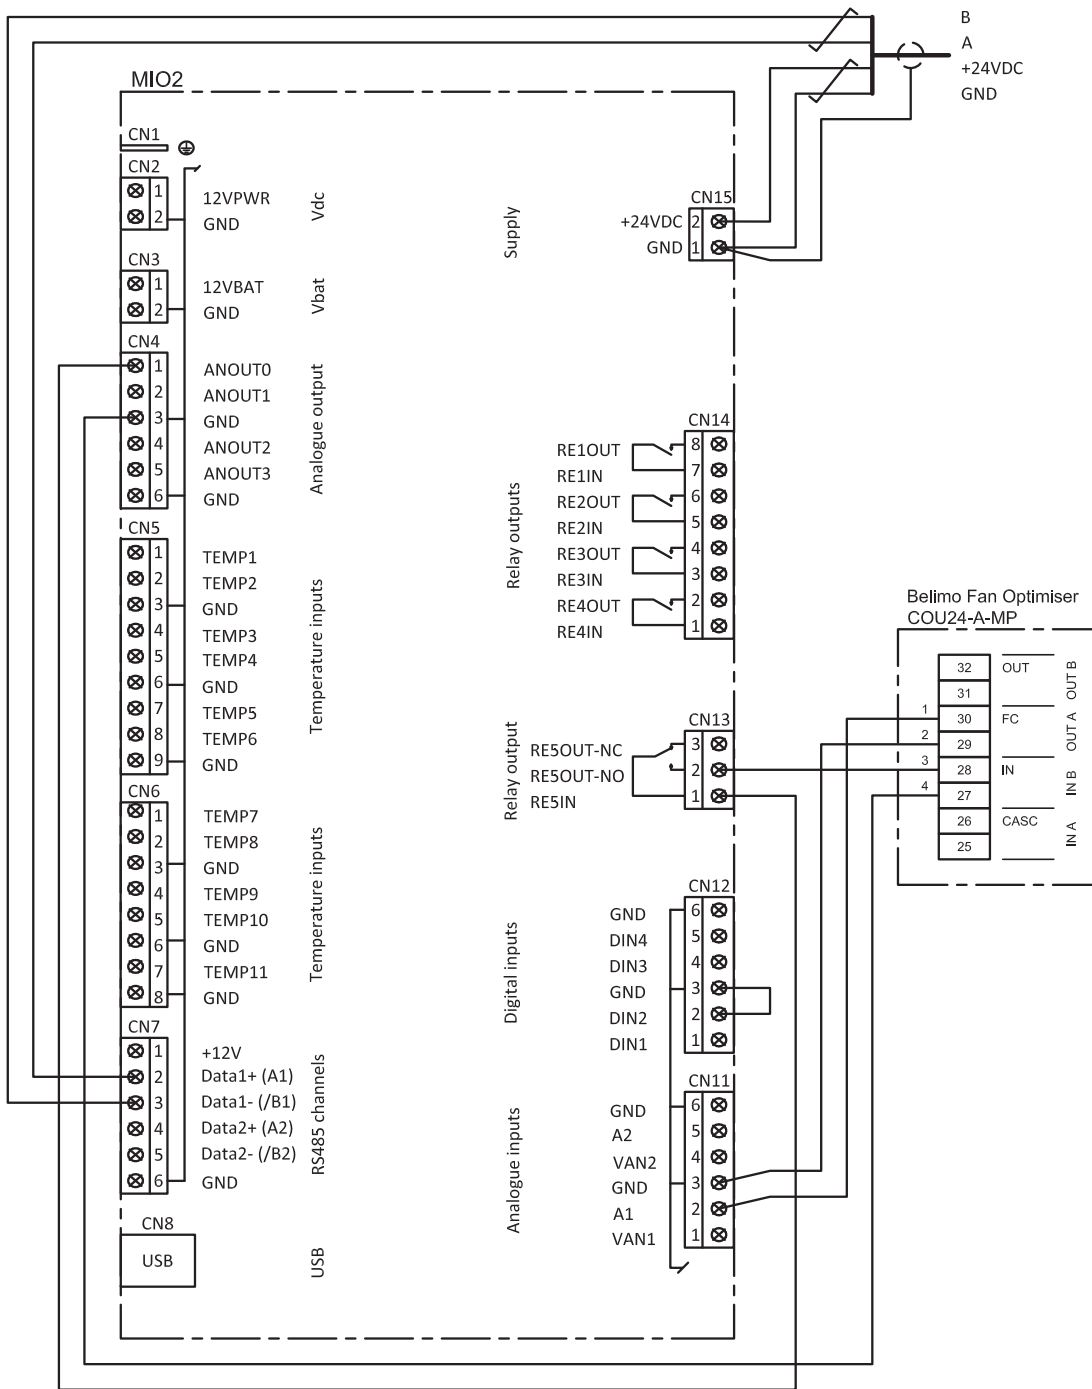 B
A
+24VDC
GND
MIO2
CN1
CN2
1 12VPWR
2 GND
Vdc
CN3
1 12VBAT
2 GND
Vbat
CN4
1 ANOUT0
2 ANOUT1
3 GND
4 ANOUT2
5 ANOUT3
6 GND
Analogue output
CN5
1 TEMP1
2 TEMP2
3 GND
4 TEMP3
5 TEMP4
6 GND
7 TEMP5
8 TEMP6
9 GND
Temperature inputs
CN6
1 TEMP7
2 TEMP8
3 GND
4 TEMP9
5 TEMP10
6 GND
7 TEMP11
8 GND
Temperature inputs
CN7
1 +12V
2 Data1+ (A1)
3 Data1- (/B1)
4 Data2+ (A2)
5 Data2- (/B2)
6 GND
RS485 channels
CN8
USB
USB
Supply
CN15
+24VDC 2
GND 1
Relay outputs
CN14
RE1OUT 8
RE1IN 7
RE2OUT 6
RE2IN 5
RE3OUT 4
RE3IN 3
RE4OUT 2
RE4IN 1
Relay output
CN13
RE5OUT-NC 3
RE5OUT-NO 2
RE5IN 1
Digital inputs
CN12
GND 6
DIN4 5
DIN3 4
GND 3
DIN2 2
DIN1 1
Analogue inputs
CN11
GND 6
A2 5
VAN2 4
GND 3
A1 2
VAN1 1
Belimo Fan Optimiser
COU24-A-MP
32 OUT
31
OUT B
1 30 FC
2 29
OUT A
3 28 IN
4 27
IN B
26 CASC
25
IN A